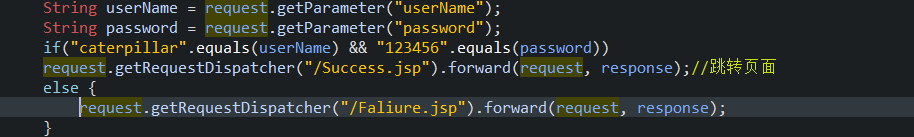 String userName = request.getParameter("userName");
String password = request.getParameter("password");
if("caterpillar".equals(userName) && "123456".equals(password))
request.getRequestDispatcher("/Success.jsp").forward(request, response);//跳转页面
else {
request.getRequestDispatcher("/Faliure.jsp").forward(request, response);
}